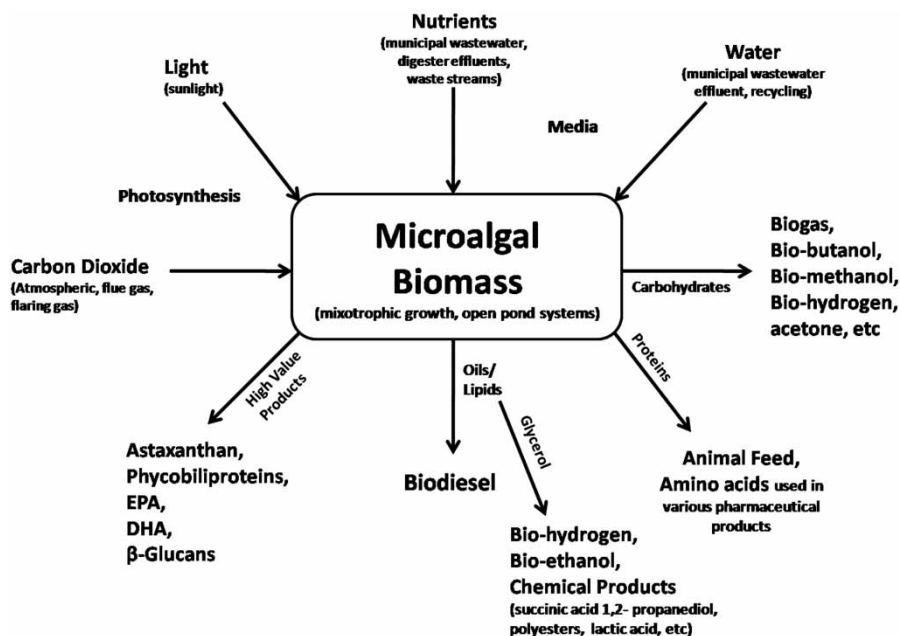 Nutrients
(municipal wastewater,
digester effluents,
waste streams)
Light
(sunlight)
Water
(municipal wastewater
effluent, recycling)
Media
Photosynthesis
Carbon Dioxide
(Atmospheric, flue gas,
flaring gas)
Microalgal
Biomass
(mixotrophic growth, open pond systems)
Carbohydrates
Biogas,
Bio-butanol,
Bio-methanol,
Bio-hydrogen,
acetone, etc
High Value
Products
Astaxanthan,
Phycobiliproteins,
EPA,
DHA,
β-Glucans
Oils/
Lipids
Biodiesel
Glycerol
Bio-hydrogen,
Bio-ethanol,
Chemical Products
(succinic acid 1,2- propanediol,
polyesters, lactic acid, etc)
Proteins
Animal Feed,
Amino acids used in
various pharmaceutical
products